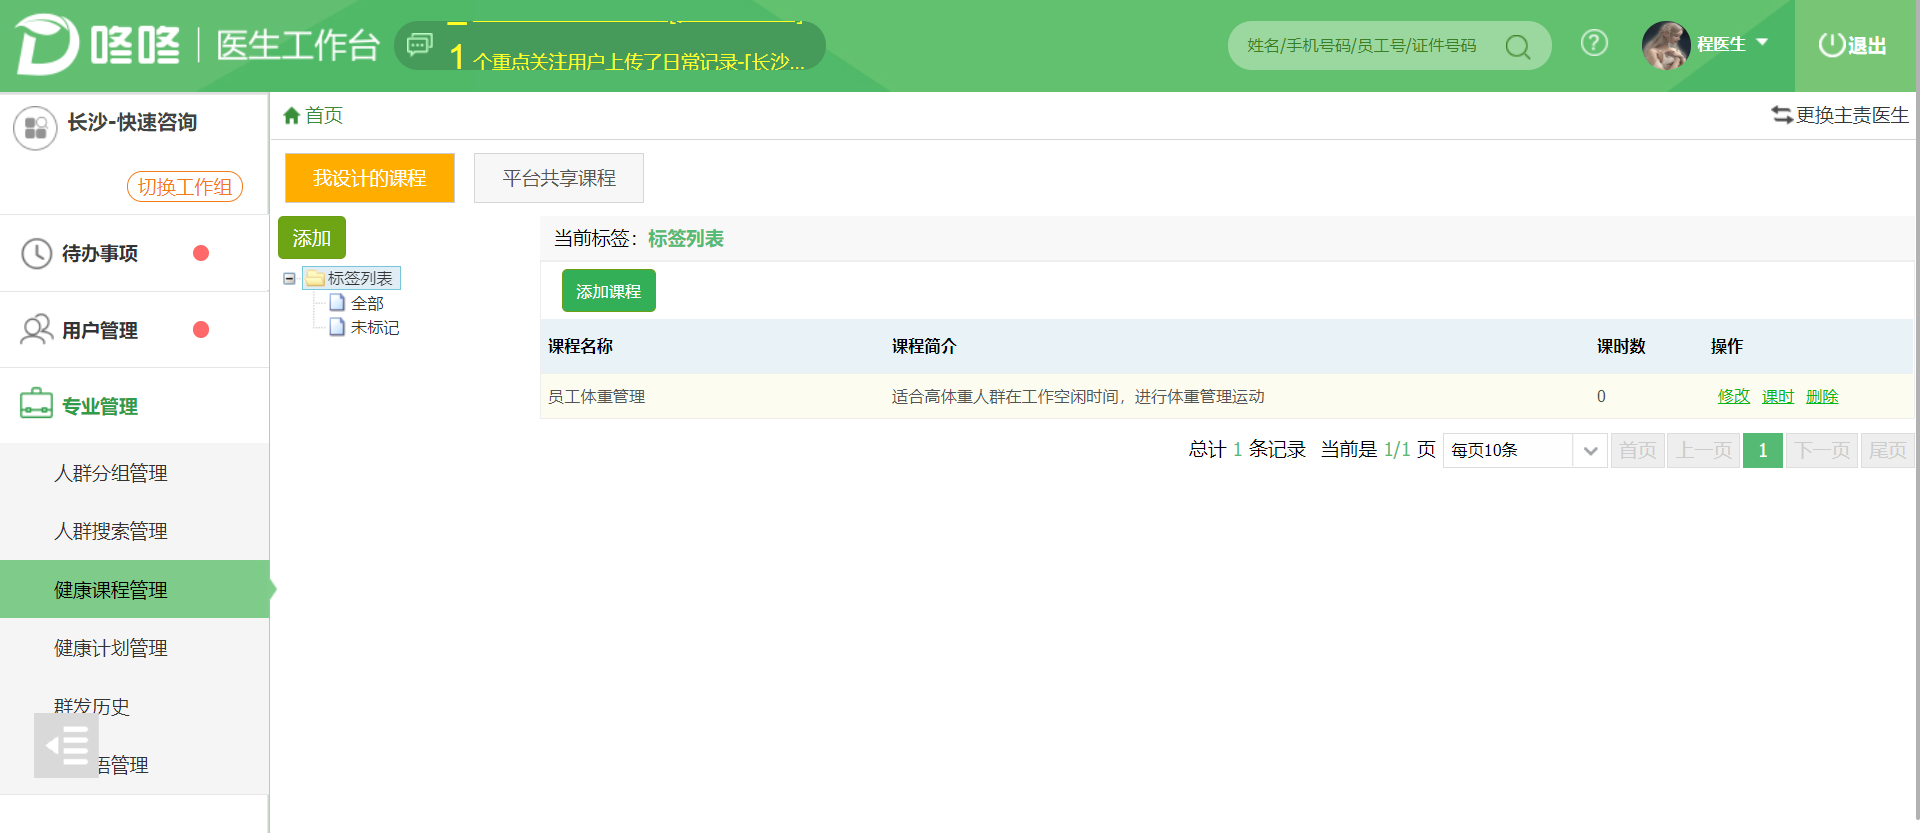 咚咚 医生工作台
1 个重点关注用户上传了日常记录-[长沙...
姓名/手机号码/员工号/证件号码
程医生
退出
长沙-快速咨询
切换工作组
待办事项
用户管理
专业管理
人群分组管理
人群搜索管理
健康课程管理
健康计划管理
群发历史
语管理
首页
更换主责医生
我设计的课程
平台共享课程
添加
标签列表
全部
未标记
当前标签：标签列表
添加课程
课程名称 课程简介 课时数 操作
员工体重管理 适合高体重人群在工作空闲时间，进行体重管理运动 0 修改 课时 删除
总计 1 条记录 当前是 1/1 页 每页10条 首页 上一页 1 下一页 尾页